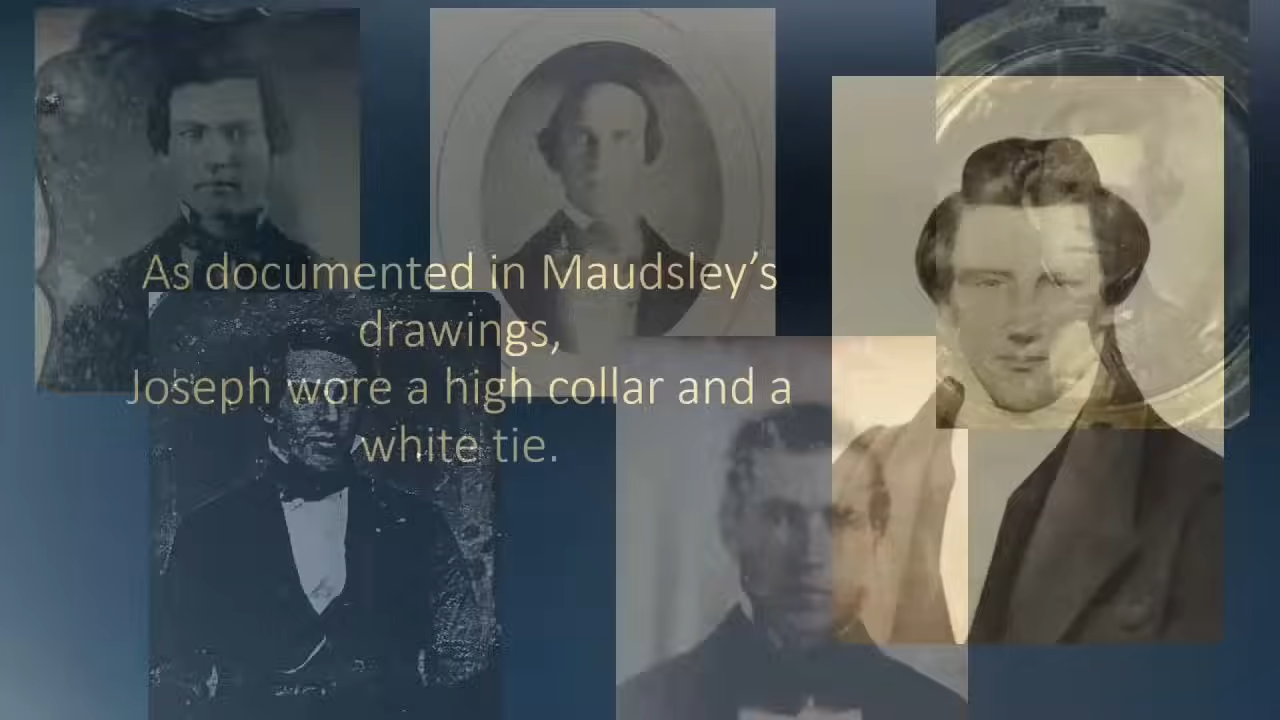 As documented in Maudsley’s
drawings,
Joseph wore a high collar and a
white tie.